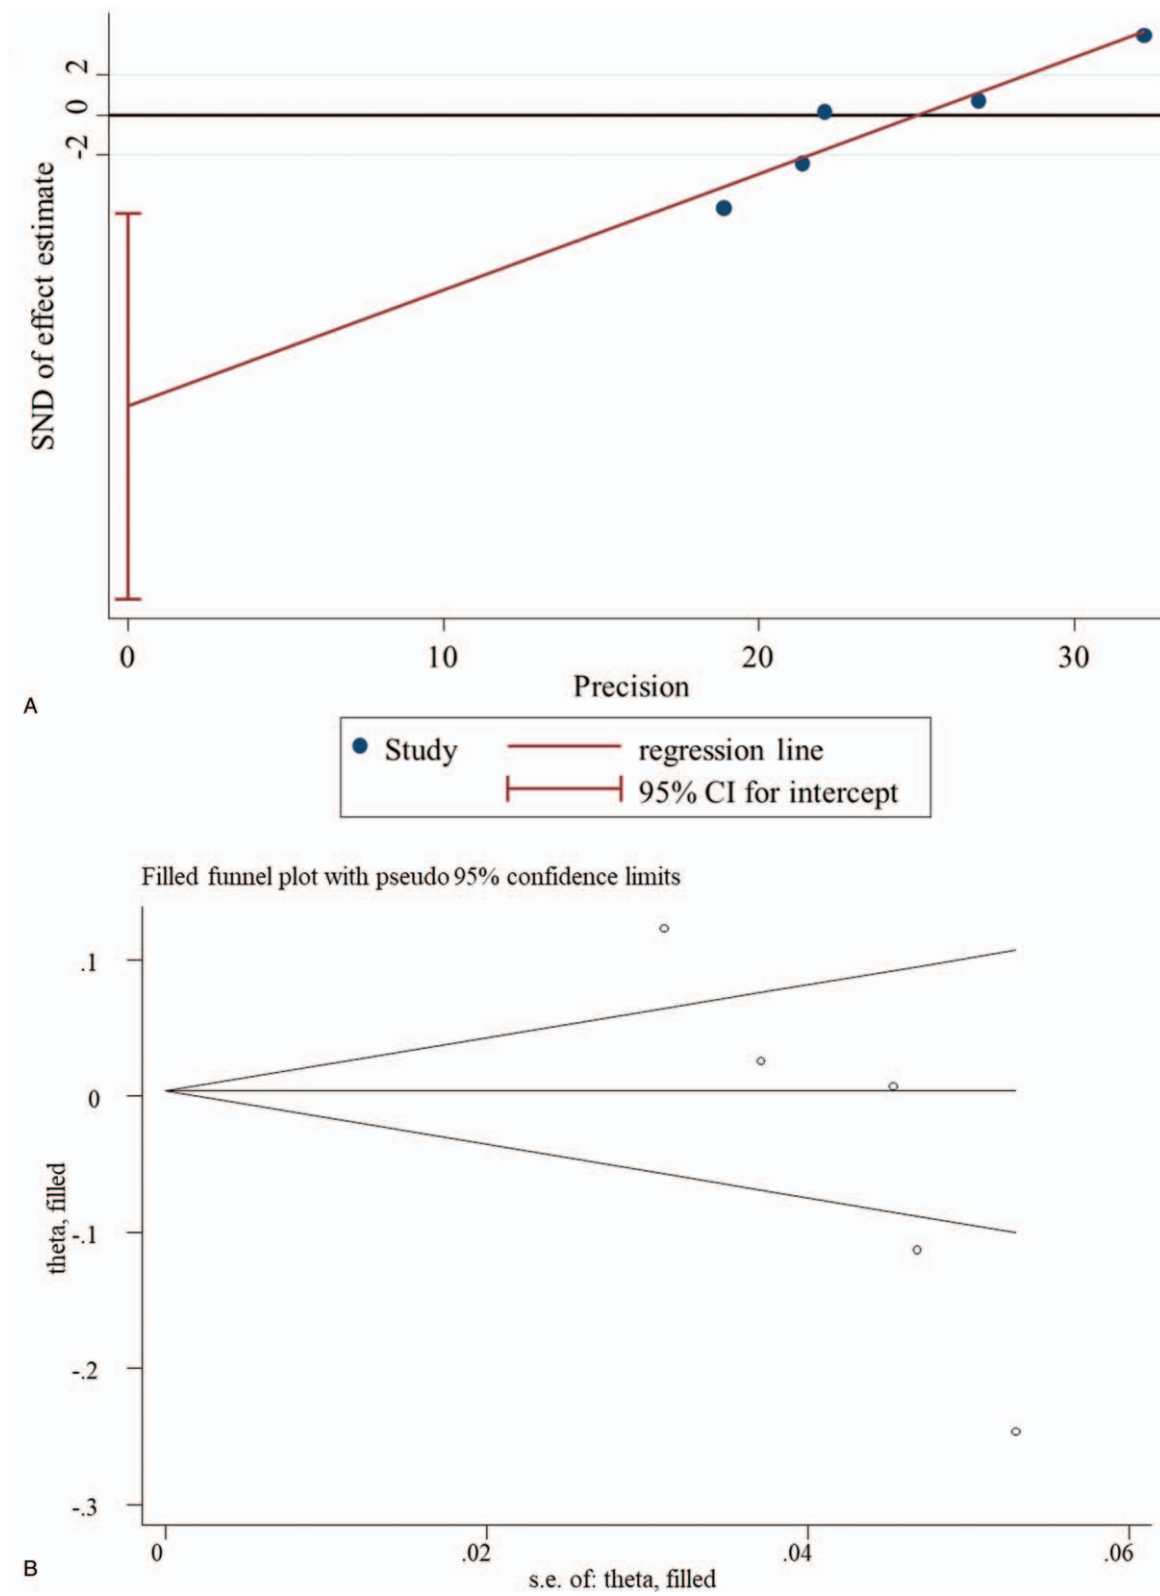 2
0
-2
SND of effect estimate
0 10 20 30
Precision
A
Study regression line
95% CI for intercept
Filled funnel plot with pseudo 95% confidence limits
.1
0
-.1
-.2
-.3
theta, filled
0 .02 .04 .06
s.e. of: theta, filled
B